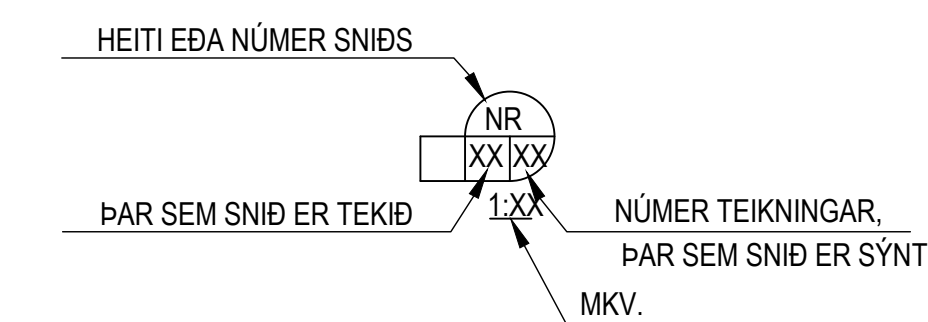 HEITI EÐA NÚMER SNIÐS
NR
XX XX
ÞAR SEM SNIÐ ER TEKIÐ
1:XX
NÚMER TEIKNINGAR,
ÞAR SEM SNIÐ ER SÝNT
MKV.